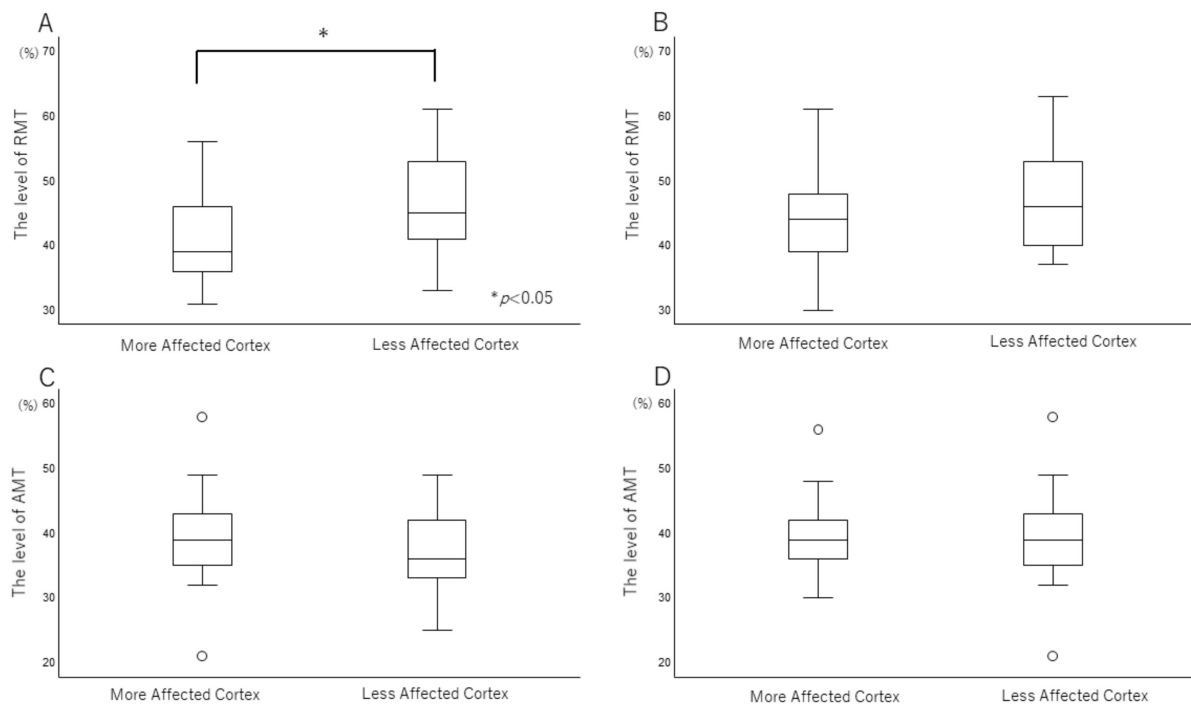 A
(%)
70
60
50
40
30
The level of RMT
*
*p<0.05
More Affected Cortex
Less Affected Cortex
B
(%)
70
60
50
40
30
The level of RMT
More Affected Cortex
Less Affected Cortex
C
(%)
60
50
40
30
20
The level of AMT
More Affected Cortex
Less Affected Cortex
D
(%)
60
50
40
30
20
The level of AMT
More Affected Cortex
Less Affected Cortex